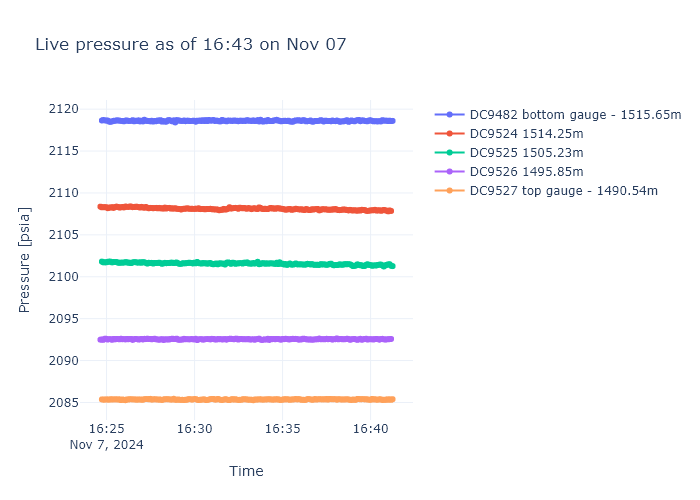 Live pressure as of 16:43 on Nov 07
DC9482 bottom gauge - 1515.65m
DC9524 1514.25m
DC9525 1505.23m
DC9526 1495.85m
DC9527 top gauge - 1490.54m
Pressure [psia]
2120
2115
2110
2105
2100
2095
2090
2085
16:25
16:30
16:35
16:40
Nov 7, 2024
Time